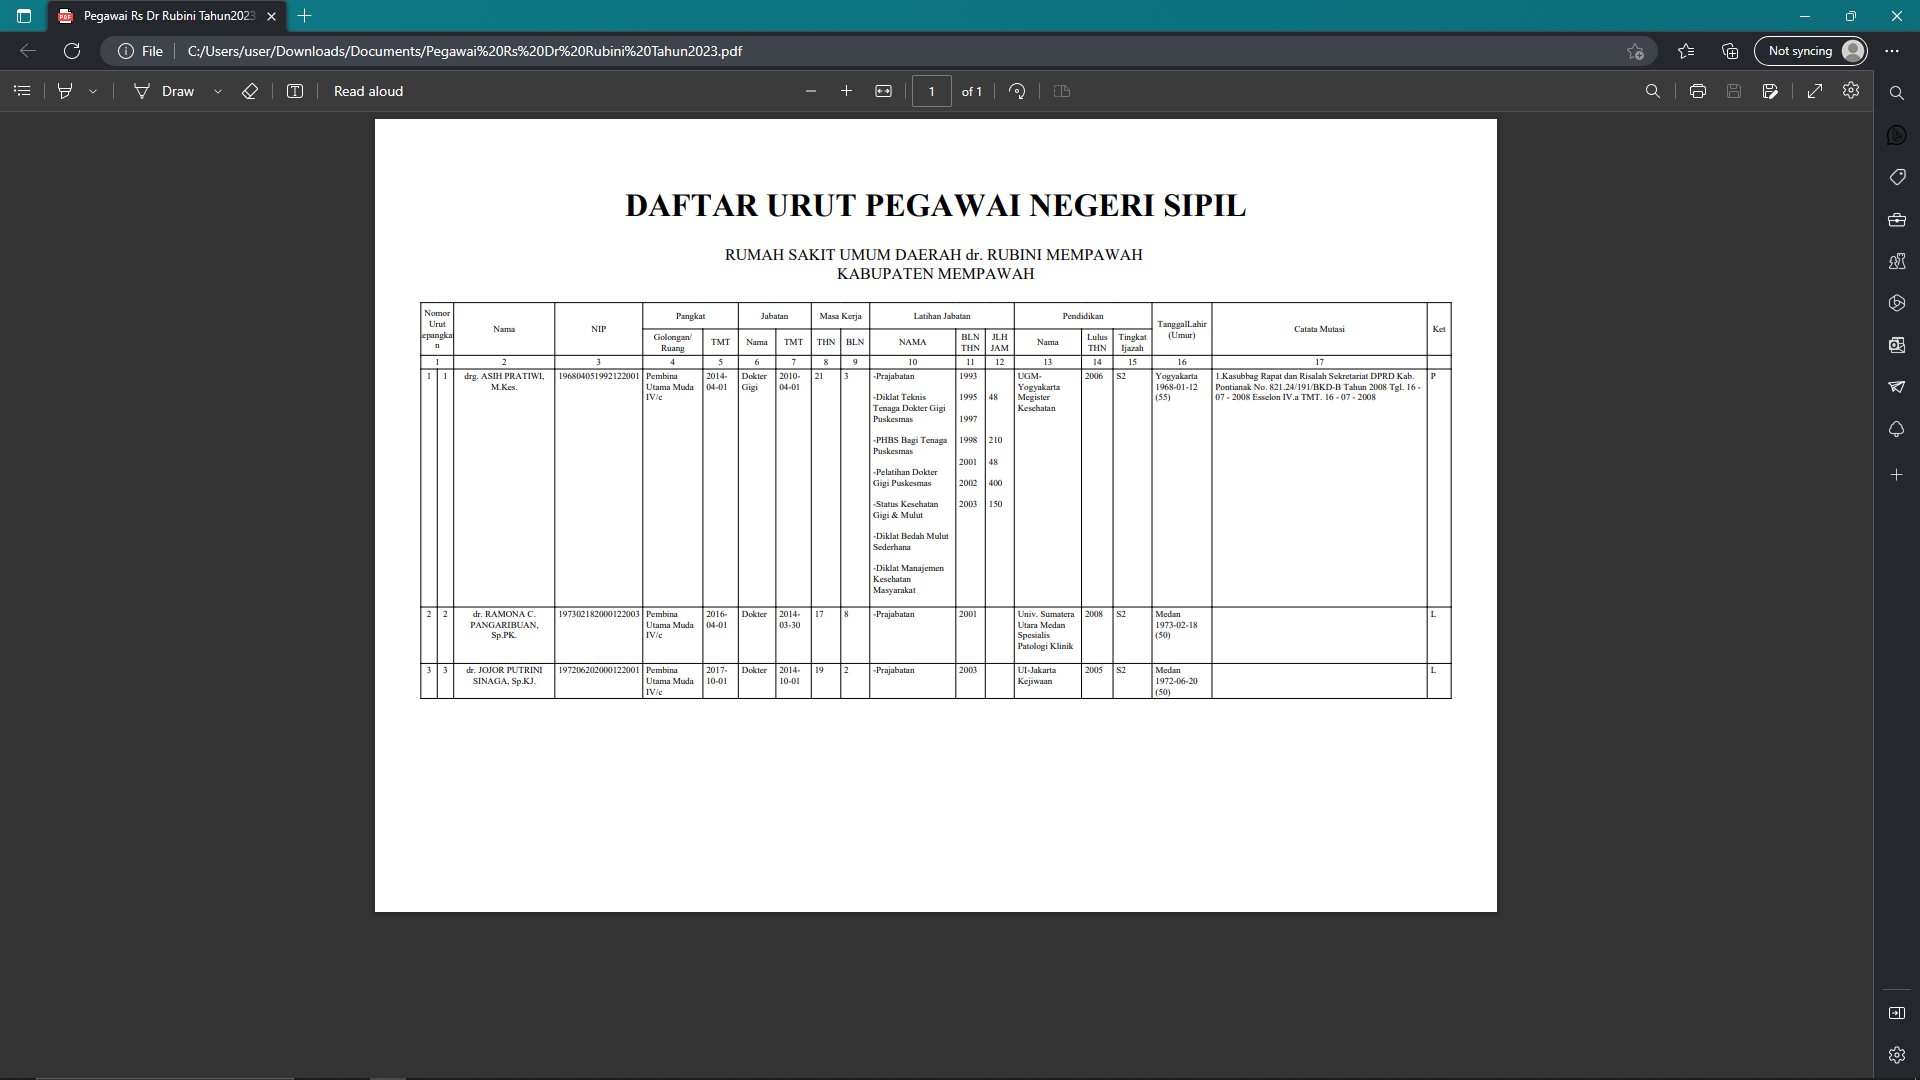 Pegawai Rs Dr Rubini Tahun2023
File
C:/Users/user/Downloads/Documents/Pegawai%20Rs%20Dr%20Rubini%20Tahun2023.pdf
Not syncing
Draw
Read aloud
1 of 1
DAFTAR URUT PEGAWAI NEGERI SIPIL
RUMAH SAKIT UMUM DAERAH dr. RUBINI MEMPAWAH
KABUPATEN MEMPAWAH
Nomor Urut epangka n Nama NIP Pangkat Jabatan Masa Kerja Latihan Jabatan Pendidikan TanggalLahir (Umur) Catata Mutasi Ket
Golongan/ Ruang TMT Nama TMT THN BLN NAMA BLN THN JLH JAM Nama Lulus THN Tingkat Ijazah
1 2 3 4 5 6 7 8 9 10 11 12 13 14 15 16 17
1 1 drg. ASIH PRATIWI, 196804051992122001 Pembina 2014- Dokter 2010- 21 3 -Prajabatan 1993 UGM- 2006 S2 Yogyakarta 1.Kasubbag Rapat dan Risalah Sekretariat DPRD Kab. P
M.Kes. Utama Muda 04-01 Gigi 04-01 Yogyakarta 1968-01-12 Pontianak No. 821.24/191/BKD-B Tahun 2008 Tgl. 16 -
IV/c -Diklat Teknis 1995 48 Megister (55) 07 - 2008 Esselon IV.a TMT. 16 - 07 - 2008
Tenaga Dokter Gigi Kesehatan
Puskesmas 1997
-PHBS Bagi Tenaga 1998 210
Puskesmas
2001 48
-Pelatihan Dokter
Gigi Puskesmas 2002 400
-Status Kesehatan 2003 150
Gigi & Mulut
-Diklat Bedah Mulut
Sederhana
-Diklat Manajemen
Kesehatan
Masyarakat
2 2 dr. RAMONA C. 197302182000122003 Pembina 2016- Dokter 2014- 17 8 -Prajabatan 2001 Univ. Sumatera 2008 S2 Medan L
PANGARIBUAN, Utama Muda 04-01 03-30 Utara Medan 1973-02-18
Sp.PK. IV/c Spesialis (50)
Patologi Klinik
3 3 dr. JOJOR PUTRINI 197206202000122001 Pembina 2017- Dokter 2014- 19 2 -Prajabatan 2003 UI-Jakarta 2005 S2 Medan L
SINAGA, Sp.KJ. Utama Muda 10-01 10-01 Kejiwaan 1972-06-20
IV/c (50)